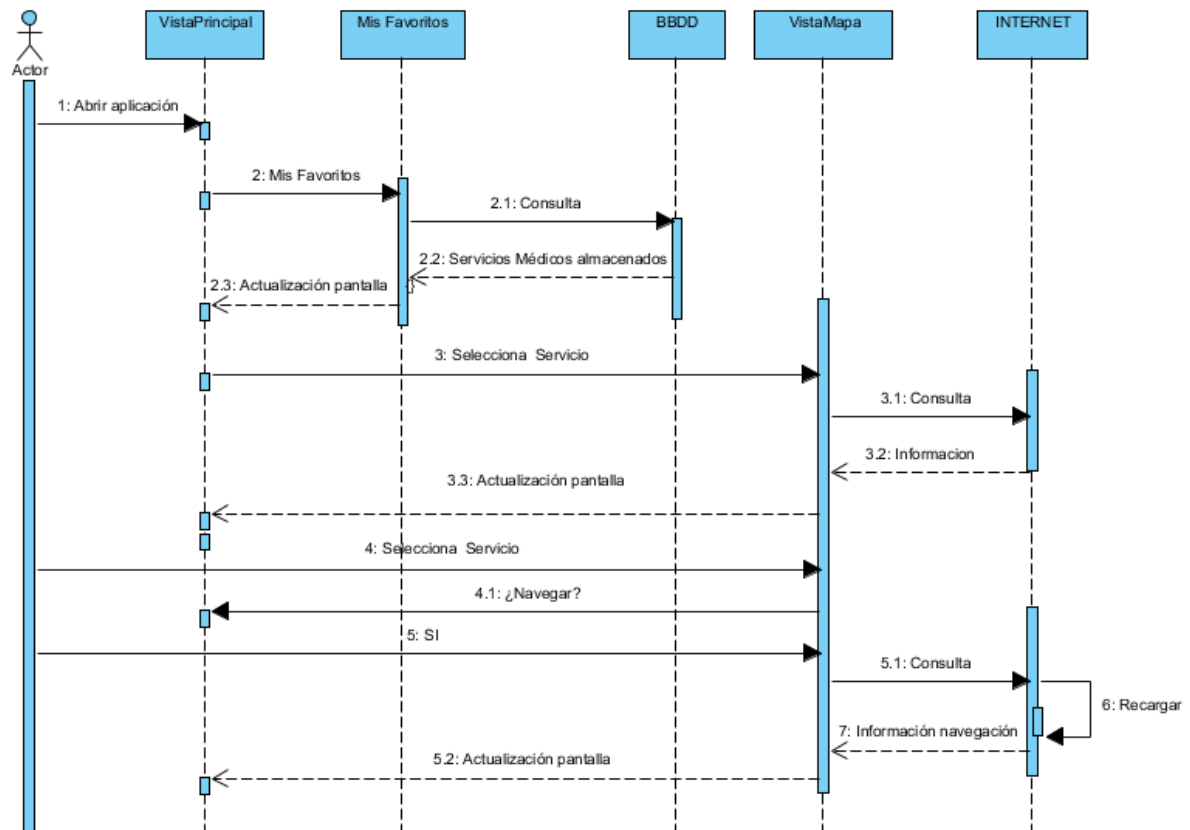 VistaPrincipal
Mis Favoritos
BBDD
VistaMapa
INTERNET
Actor
1: Abrir aplicación
2: Mis Favoritos
2.1: Consulta
2.2: Servicios Médicos almacenados
2.3: Actualización pantalla
3: Selecciona Servicio
3.1: Consulta
3.2: Informacion
3.3: Actualización pantalla
4: Selecciona Servicio
4.1: ¿Navegar?
5: SI
5.1: Consulta
6: Recargar
7: Información navegación
5.2: Actualización pantalla